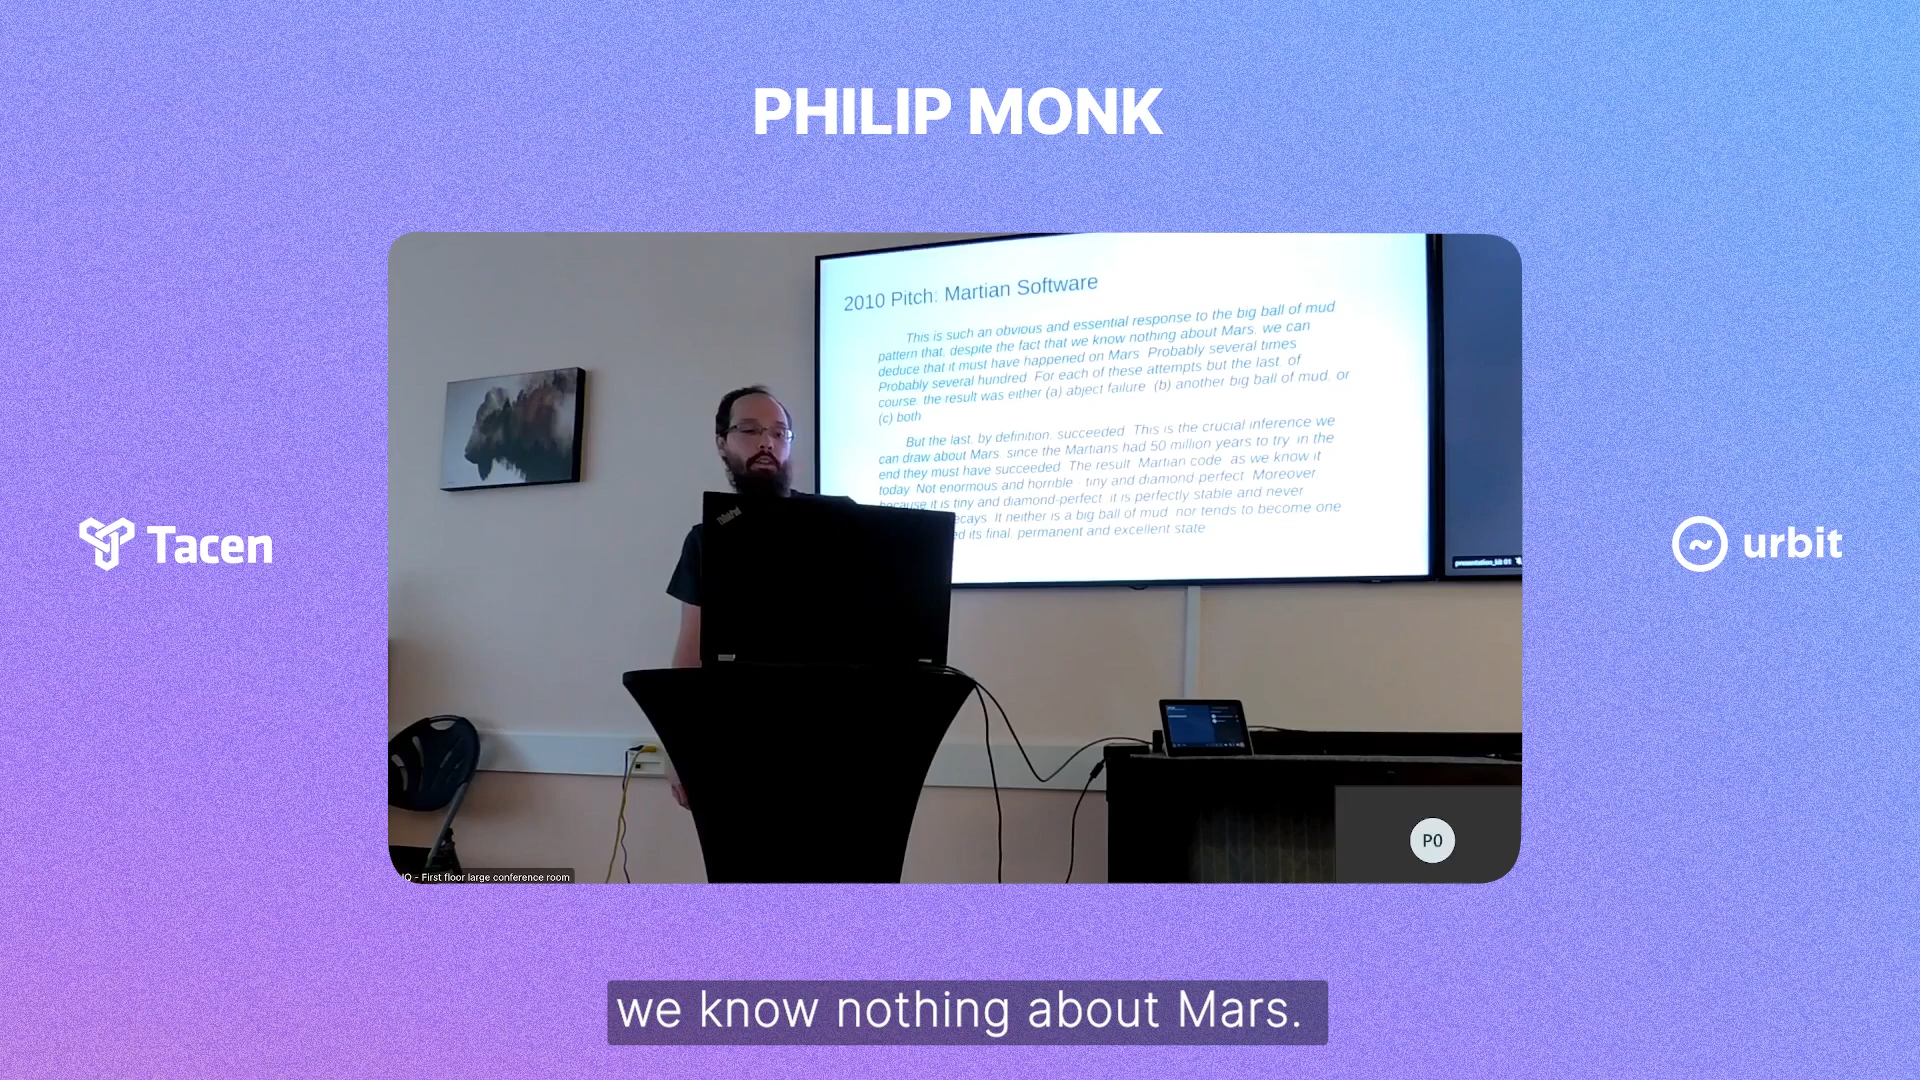 PHILIP MONK
2010 Pitch: Martian Software
This is such an obvious and essential response to the big ball of mud
pattern that, despite the fact that we know nothing about Mars, we can
deduce that it must have happened on Mars. Probably several times
Probably several hundred. For each of these attempts but the last, of
course, the result was either (a) abject failure (b) another big ball of mud, or
(c) both
But the last, by definition, succeeded. This is the crucial inference we
can draw about Mars. since the Martians had 50 million years to try, in the
end they must have succeeded. The result Martian code as we know it
today. Not enormous and horrible - tiny and diamond perfect. Moreover,
because it is tiny and diamond-perfect, it is perfectly stable and never
ecays. It neither is a big ball of mud, nor tends to become one
ed its final, permanent and excellent state
ThinkPad
Tacen
urbit
P0
IQ - First floor large conference room
we know nothing about Mars.